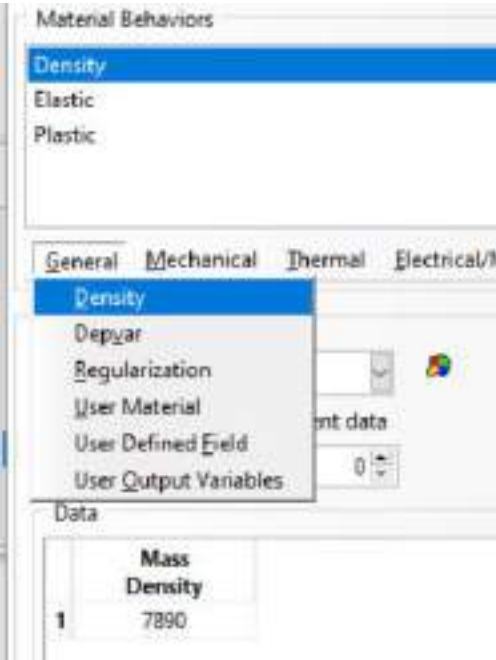 Material Behaviors
Density
Elastic
Plastic
General Mechanical Thermal
Density
Depvar
Regularization
User Material
User Defined Field
ent data
User Output Variables
0
Data
Mass
Density
1 7890